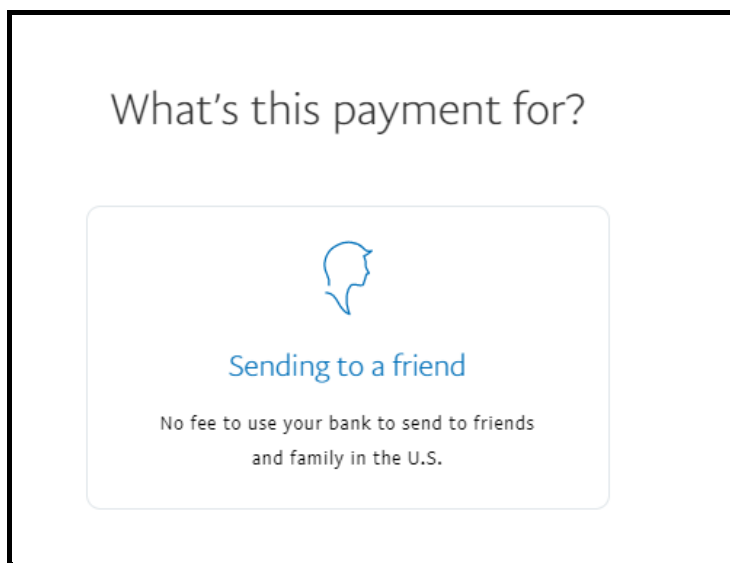 What's this payment for?
Sending to a friend
No fee to use your bank to send to friends
and family in the U.S.